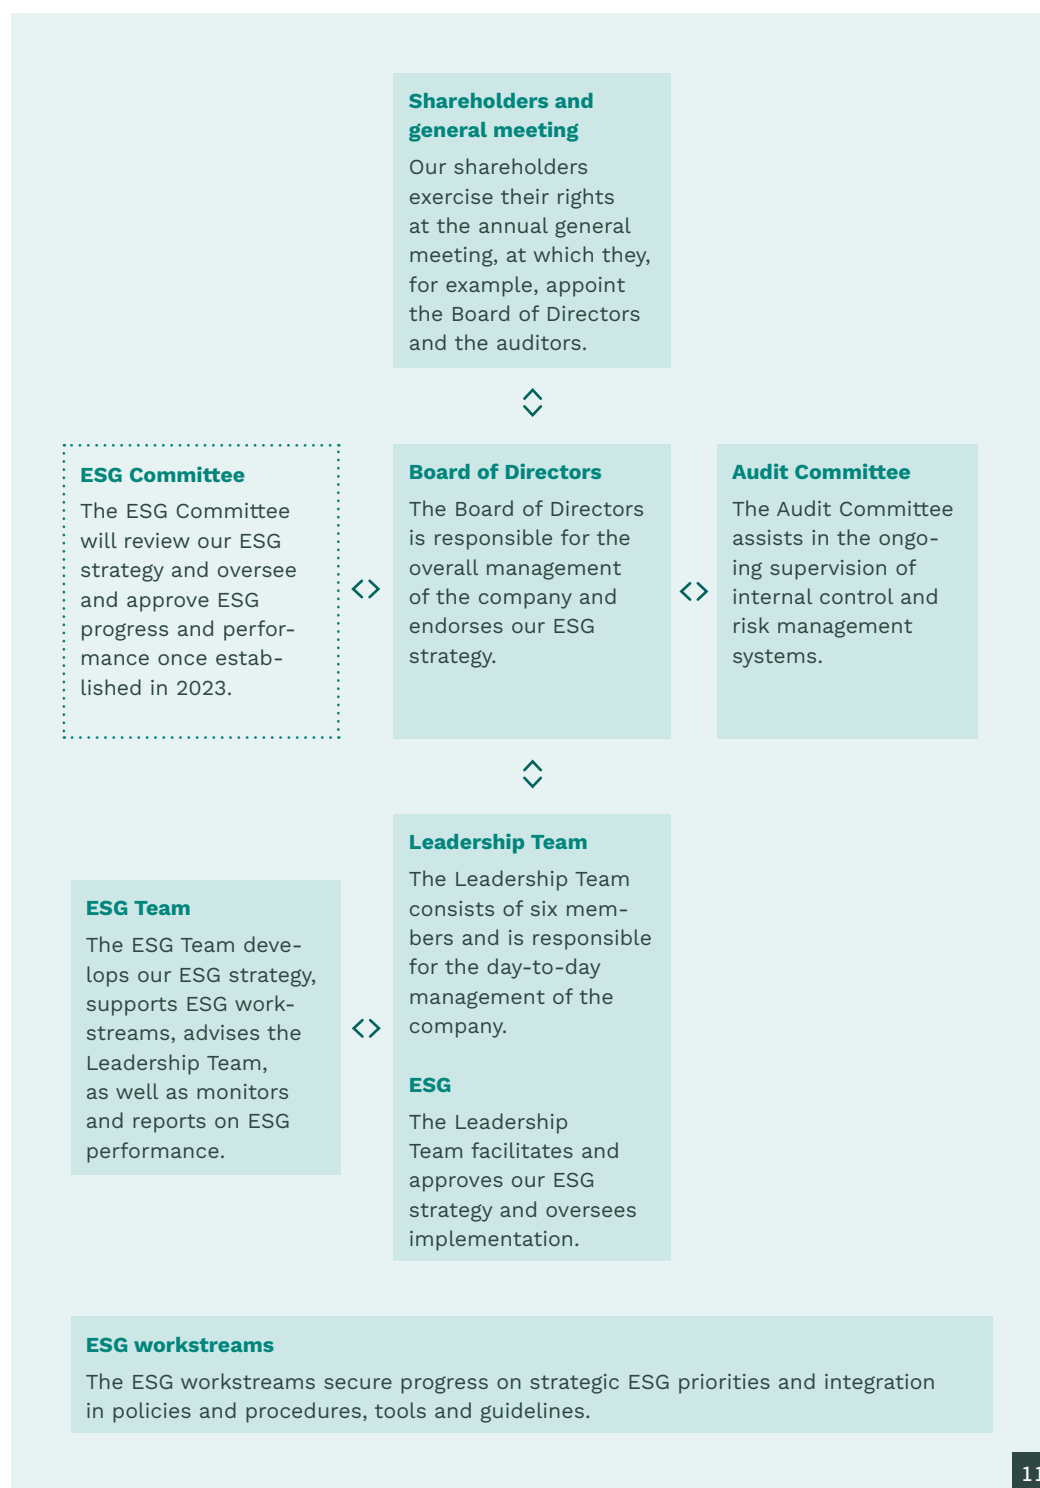 Shareholders and
general meeting
Our shareholders
exercise their rights
at the annual general
meeting, at which they,
for example, appoint
the Board of Directors
and the auditors.
ESG Committee
The ESG Committee
will review our ESG
strategy and oversee
and approve ESG
progress and perfor-
mance once estab-
lished in 2023.
Board of Directors
The Board of Directors
is responsible for the
overall management
of the company and
endorses our ESG
strategy.
Audit Committee
The Audit Committee
assists in the ongo-
ing supervision of
internal control and
risk management
systems.
ESG Team
The ESG Team deve-
lops our ESG strategy,
supports ESG work-
streams, advises the
Leadership Team,
as well as monitors
and reports on ESG
performance.
Leadership Team
The Leadership Team
consists of six mem-
bers and is responsible
for the day-to-day
management of the
company.
ESG
The Leadership
Team facilitates and
approves our ESG
strategy and oversees
implementation.
ESG workstreams
The ESG workstreams secure progress on strategic ESG priorities and integration
in policies and procedures, tools and guidelines.
11